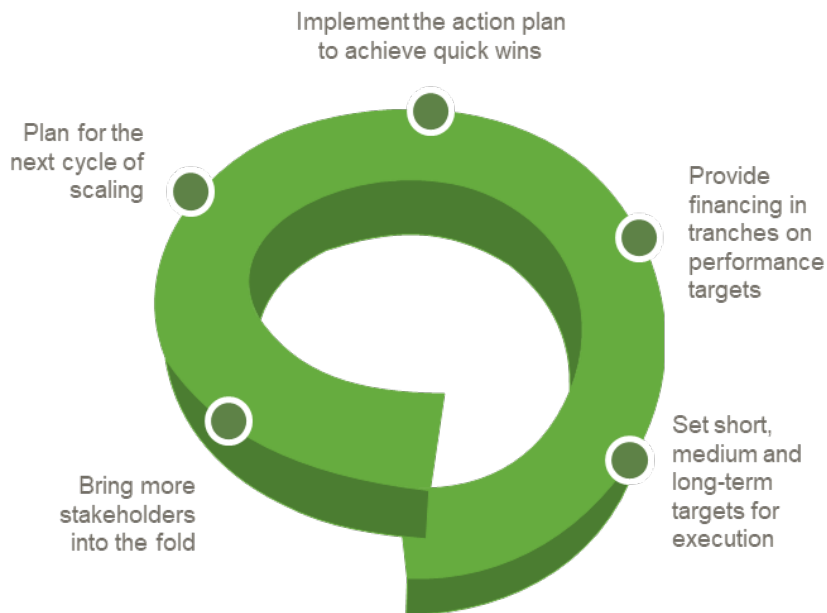 Implement the action plan
to achieve quick wins
Plan for the
next cycle of
scaling
Provide
financing in
tranches on
performance
targets
Set short,
medium and
long-term
targets for
execution
Bring more
stakeholders
into the fold